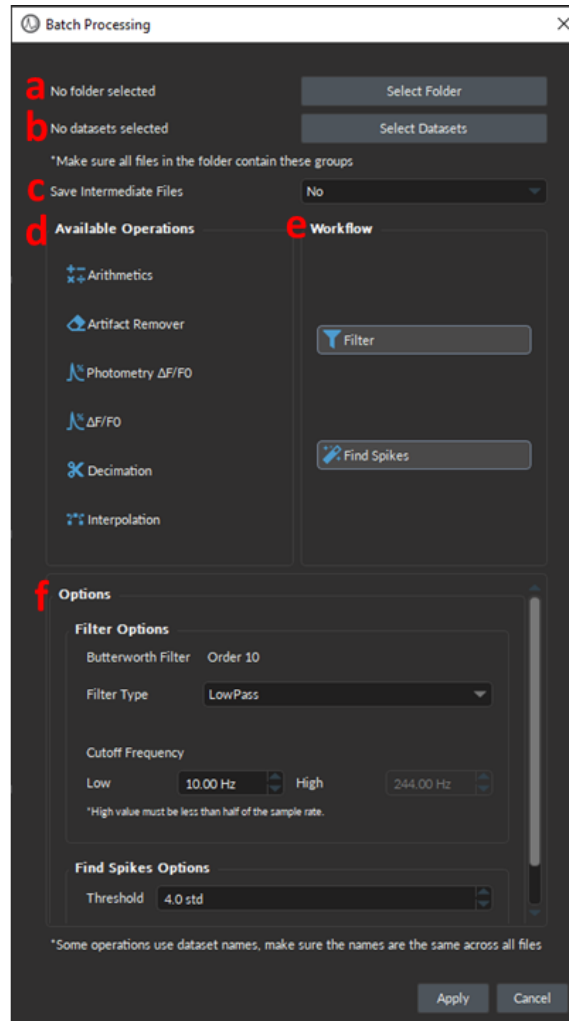 Batch Processing
a No folder selected Select Folder
b No datasets selected Select Datasets
*Make sure all files in the folder contain these groups
c Save Intermediate Files No
d Available Operations
Arithmetics
Artifact Remover
Photometry ΔF/F0
ΔF/F0
Decimation
Interpolation
e Workflow
Filter
Find Spikes
f Options
Filter Options
Butterworth Filter Order 10
Filter Type LowPass
Cutoff Frequency
Low 10.00 Hz High 244.00 Hz
*High value must be less than half of the sample rate.
Find Spikes Options
Threshold 4.0 std
*Some operations use dataset names, make sure the names are the same across all files
Apply Cancel